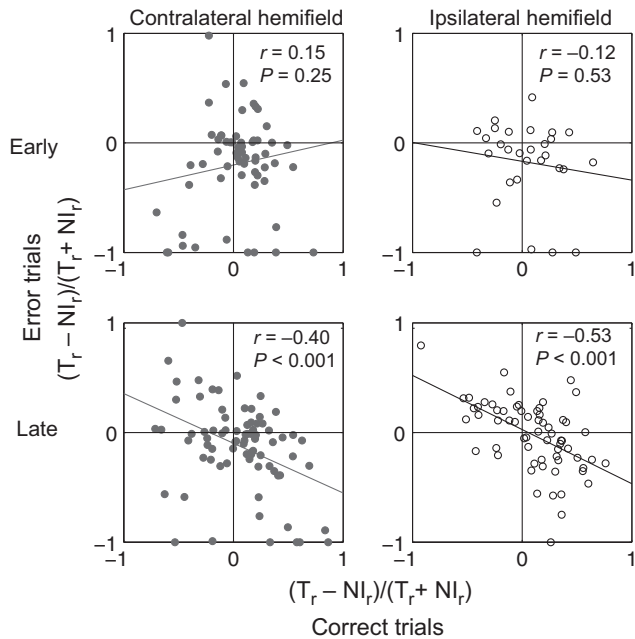 Contralateral hemifield
Ipsilateral hemifield
1
r = 0.15
P = 0.25
1
r = –0.12
P = 0.53
Early
0
0
–1
–1
–1
0
1
–1
0
1
Error trials
(Tr – NIr)/(Tr + NIr)
1
r = –0.40
P < 0.001
1
r = –0.53
P < 0.001
Late
0
0
–1
–1
–1
0
1
–1
0
1
(Tr – NIr)/(Tr + NIr)
Correct trials